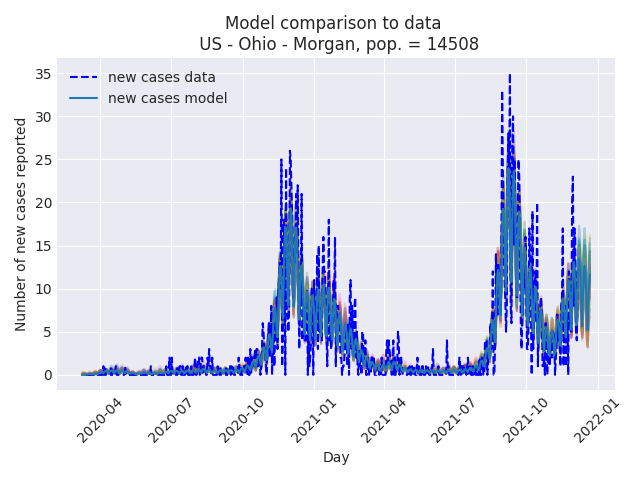 Model comparison to data
US - Ohio - Morgan, pop. = 14508
new cases data
new cases model
Number of new cases reported
35
30
25
20
15
10
5
0
2020-04
2020-07
2020-10
2021-01
2021-04
2021-07
2021-10
2022-01
Day